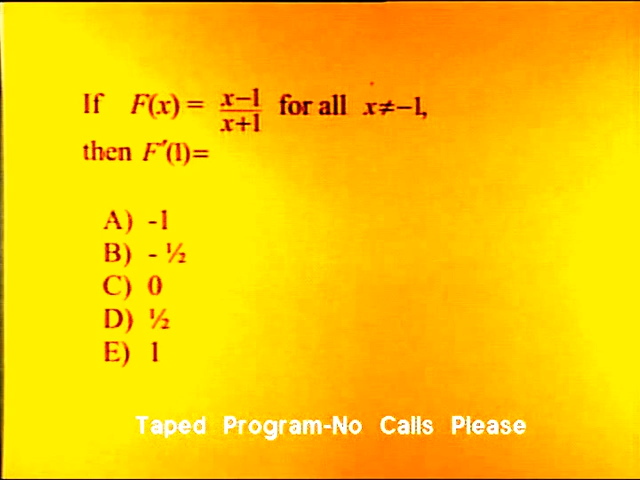 If F(x) = x−1/x+1 for all x≠−1,
then F′(1)=
A) -1
B) - ½
C) 0
D) ½
E) 1
Taped Program-No Calls Please